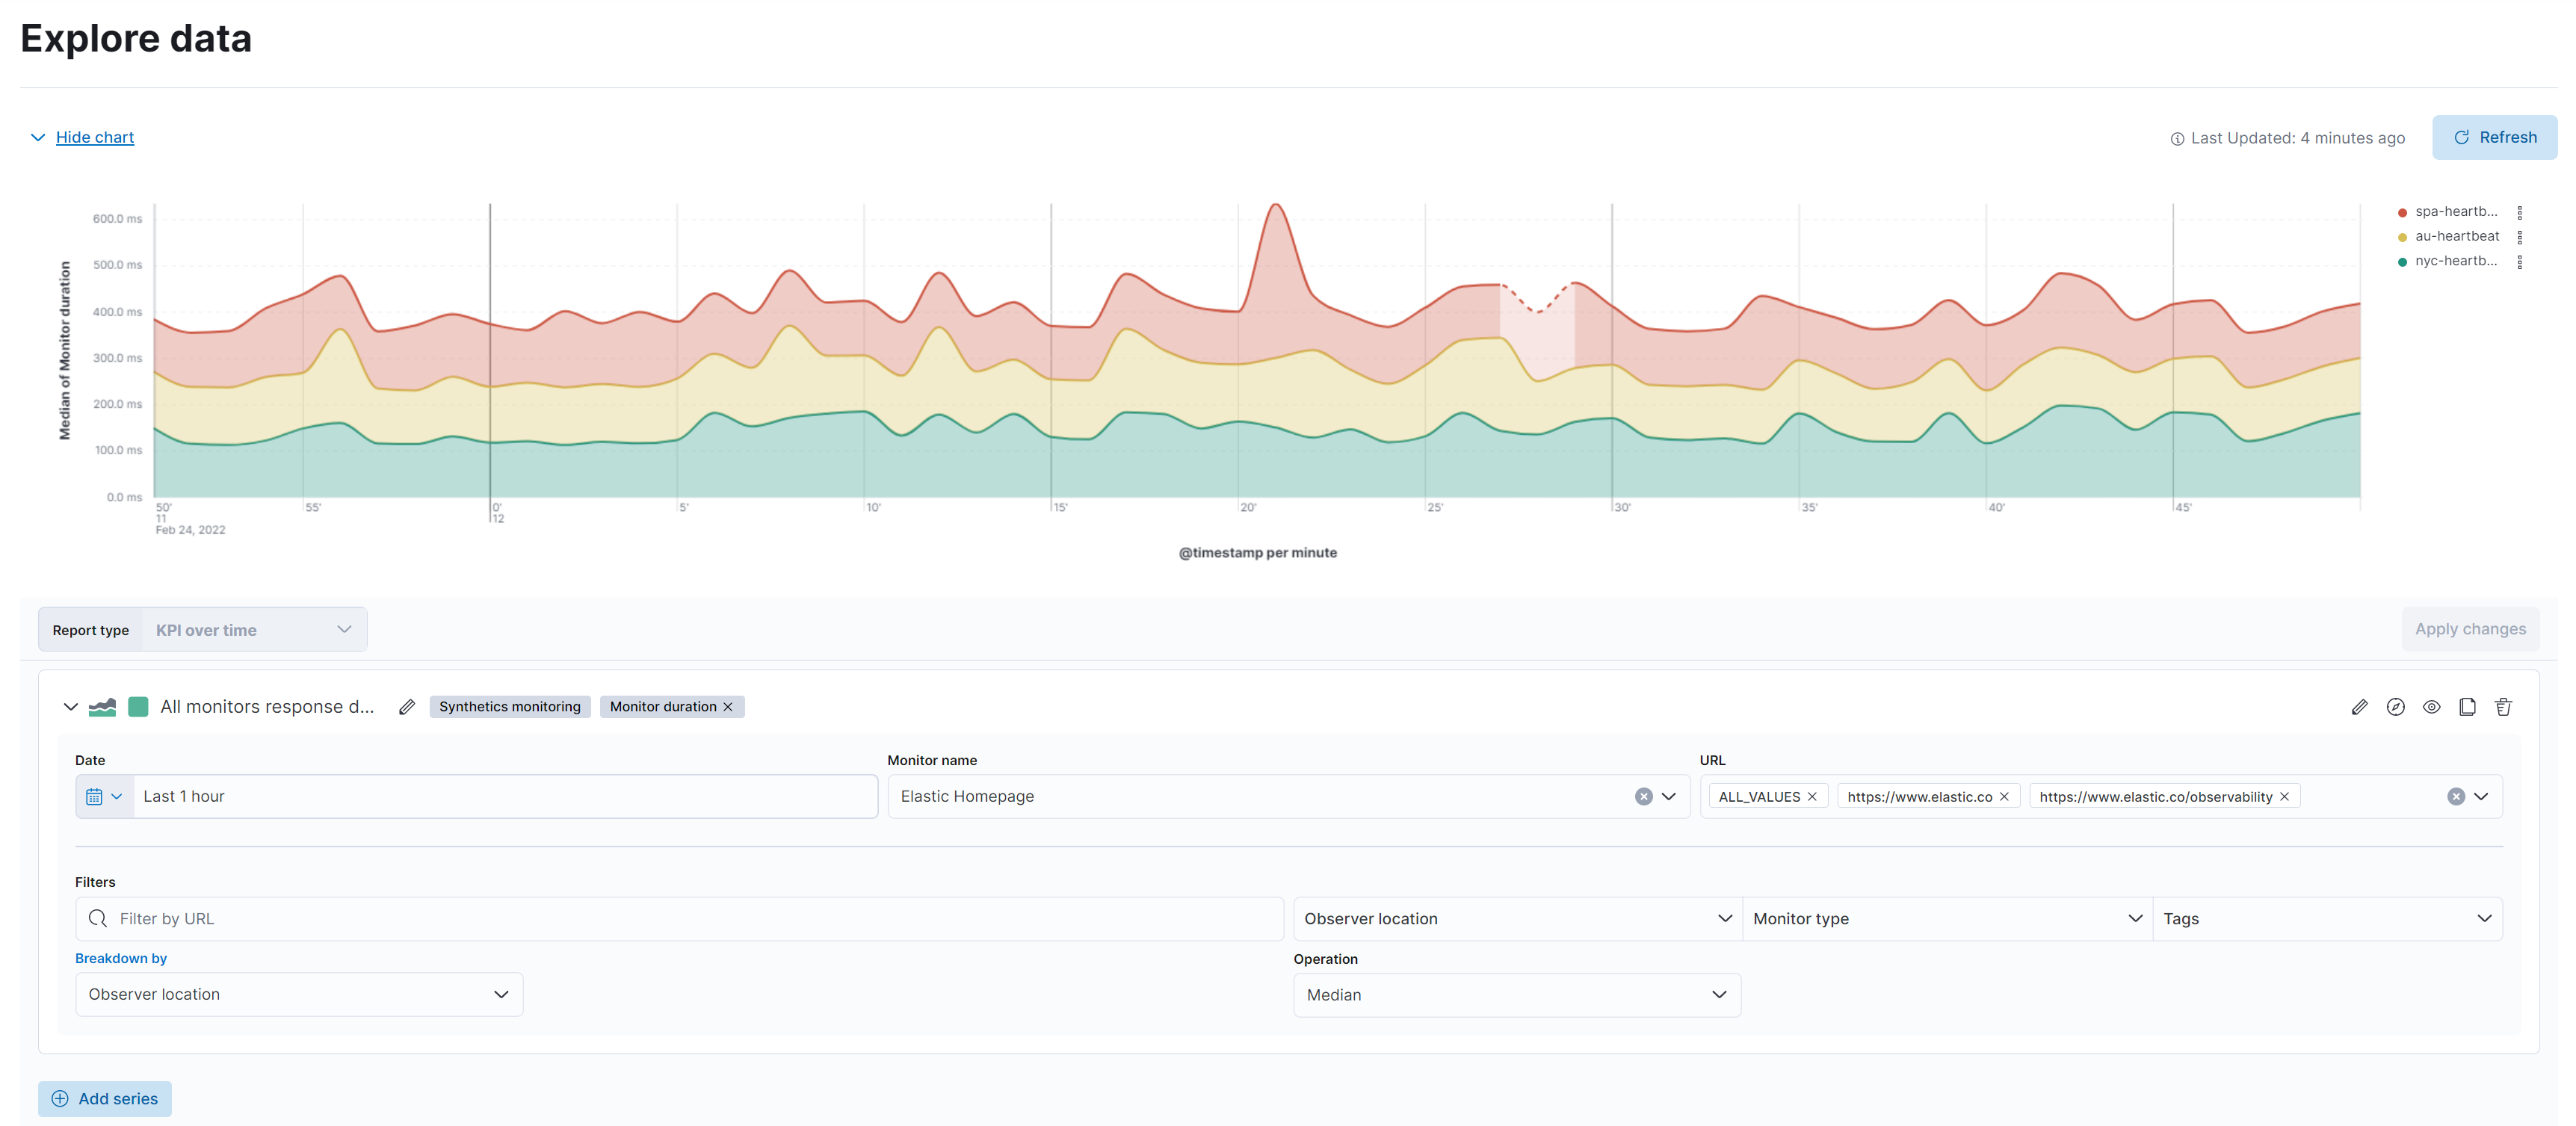 Explore data
Hide chart
Last Updated: 4 minutes ago
Refresh
600.0 ms
500.0 ms
400.0 ms
300.0 ms
200.0 ms
100.0 ms
0.0 ms
Median of Monitor duration
50'
11
Feb 24, 2022
55'
0'
12
5'
10'
15'
20'
25'
30'
35'
40'
45'
@timestamp per minute
spa-heartb...
au-heartbeat
nyc-heartb...
Report type KPI over time
Apply changes
All monitors response d... Synthetics monitoring Monitor duration
Date
Last 1 hour
Monitor name
Elastic Homepage
URL
ALL_VALUES https://www.elastic.co https://www.elastic.co/observability
Filters
Filter by URL
Observer location
Monitor type
Tags
Breakdown by
Observer location
Operation
Median
Add series